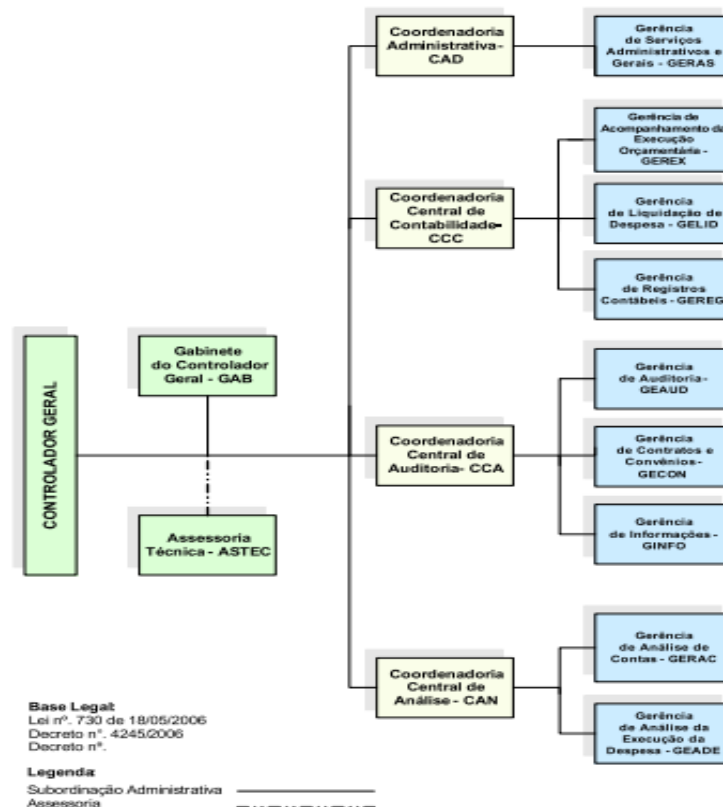 CONTROLADOR GERAL
Gabinete
do Controlador
Geral - GAB
Assessoria
Técnica - ASTEC
Coordenadoria
Administrativa-
CAD
Coordenadoria
Central de
Contabilidade-
CCC
Coordenadoria
Central de
Auditoria- CCA
Coordenadoria
Central de
Análise - CAN
Gerência
de Serviços
Administrativos e
Gerais - GERAS
Gerência de
Acompanhamento da
Execução
Orçamentária -
GEREX
Gerência
de Liquidação de
Despesa - GELID
Gerência
de Registros
Contábeis - GEREG
Gerência
de Auditoria-
GEAUD
Gerência
de Contratos e
Convênios-
GECON
Gerência
de Informações -
GINFO
Gerência
de Análise de
Contas - GERAC
Gerência
de Análise da
Execução da
Despesa - GEADE
Base Legal:
Lei nº. 730 de 18/05/2006
Decreto nº. 4245/2006
Decreto nº.
Legenda:
Subordinação Administrativa
Assessoria